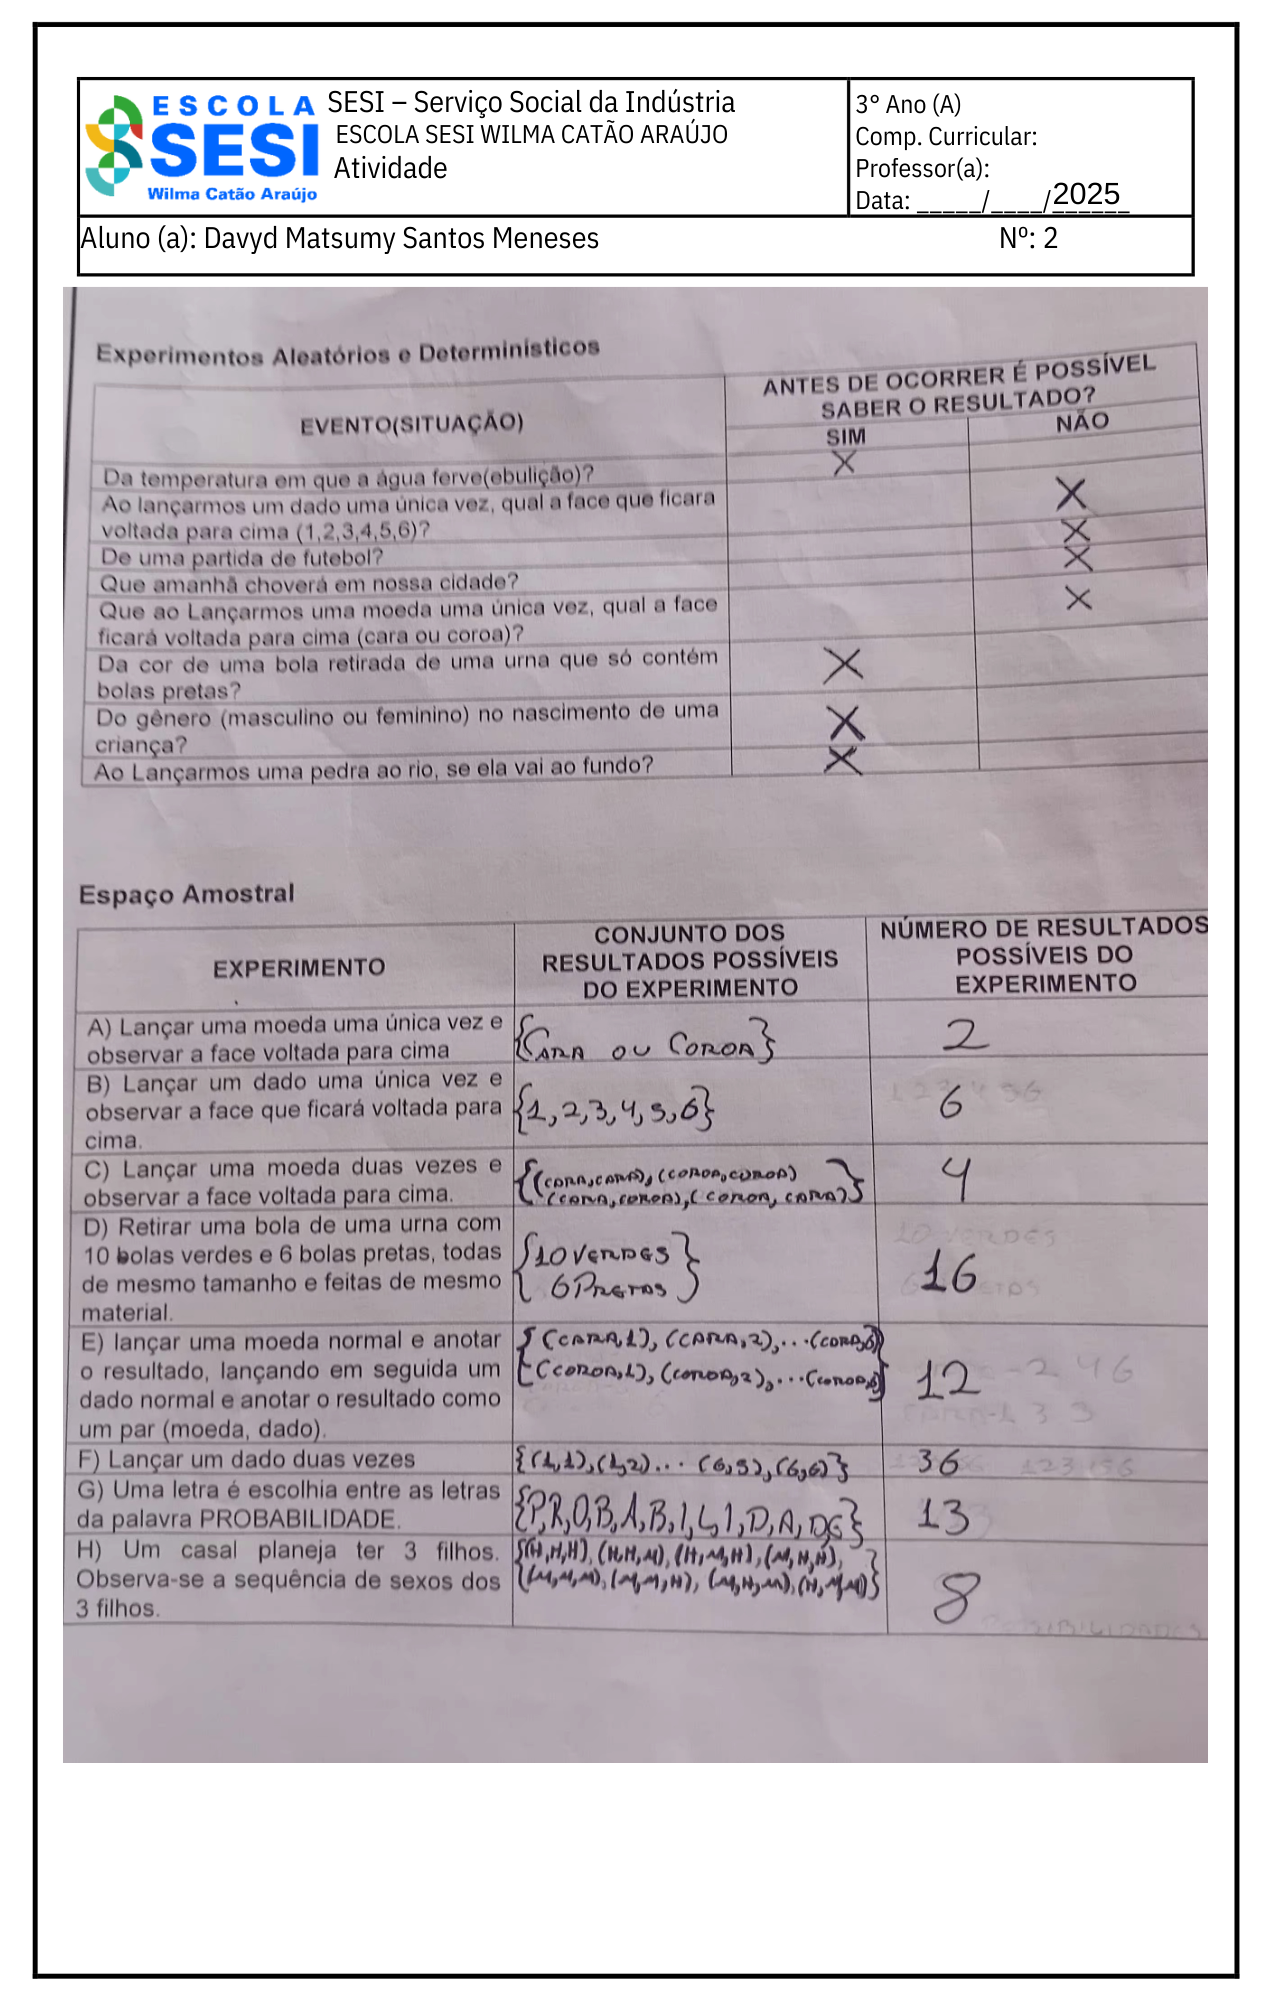 ESCOLA
SESI
Wilma Catão Araújo
SESI – Serviço Social da Indústria
ESCOLA SESI WILMA CATÃO ARAÚJO
Atividade
3° Ano (A)
Comp. Curricular:
Professor(a):
Data: _____/____/2025
Aluno (a): Davyd Matsumy Santos Meneses Nº: 2
Experimentos Aleatórios e Determinísticos
EVENTO(SITUAÇÃO)
ANTES DE OCORRER É POSSÍVEL
SABER O RESULTADO?
SIM NÃO
Da temperatura em que a água ferve(ebulição)? X
Ao lançarmos um dado uma única vez, qual a face que ficara
voltada para cima (1,2,3,4,5,6)? X
De uma partida de futebol? X
Que amanhã choverá em nossa cidade? X
Que ao Lançarmos uma moeda uma única vez, qual a face
ficará voltada para cima (cara ou coroa)? X
Da cor de uma bola retirada de uma urna que só contém
bolas pretas? X
Do gênero (masculino ou feminino) no nascimento de uma
criança? X
Ao Lançarmos uma pedra ao rio, se ela vai ao fundo? X
Espaço Amostral
EXPERIMENTO
CONJUNTO DOS
RESULTADOS POSSÍVEIS
DO EXPERIMENTO
NÚMERO DE RESULTADOS
POSSÍVEIS DO
EXPERIMENTO
A) Lançar uma moeda uma única vez e
observar a face voltada para cima
{CARA OU COROA}
2
B) Lançar um dado uma única vez e
observar a face que ficará voltada para
cima.
{1,2,3,4,5,6}
6
C) Lançar uma moeda duas vezes e
observar a face voltada para cima.
{(CARA,CARA),(COROA,COROA)
(CARA,COROA),(COROA,CARA)}
4
D) Retirar uma bola de uma urna com
10 bolas verdes e 6 bolas pretas, todas
de mesmo tamanho e feitas de mesmo
material.
{10 VERDES
6 PRETAS}
16
E) lançar uma moeda normal e anotar
o resultado, lançando em seguida um
dado normal e anotar o resultado como
um par (moeda, dado).
{(CARA,1), (CARA,2),...(CARA,6)
(COROA,1), (COROA,2),...(COROA,6)}
12
F) Lançar um dado duas vezes
{(1,1),(1,2)... (6,5),(6,6)}
36
G) Uma letra é escolhia entre as letras
da palavra PROBABILIDADE.
{P,R,O,B,A,B,I,L,I,D,A,D,E}
13
H) Um casal planeja ter 3 filhos.
Observa-se a sequência de sexos dos
3 filhos.
{(H,H,H), (H,H,M), (H,M,H), (M,H,H),
(M,M,M), (M,M,H), (M,H,M), (H,M,M)}
8